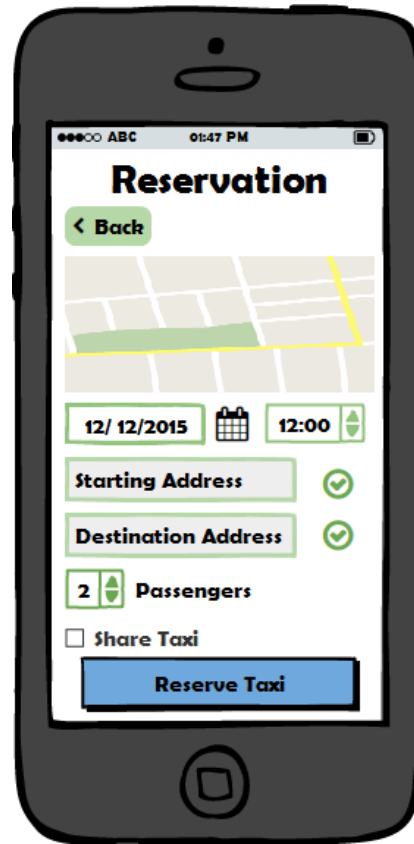 ABC 01:47 PM
Reservation
< Back
12/ 12/2015 12:00
Starting Address
Destination Address
2 Passengers
Share Taxi
Reserve Taxi